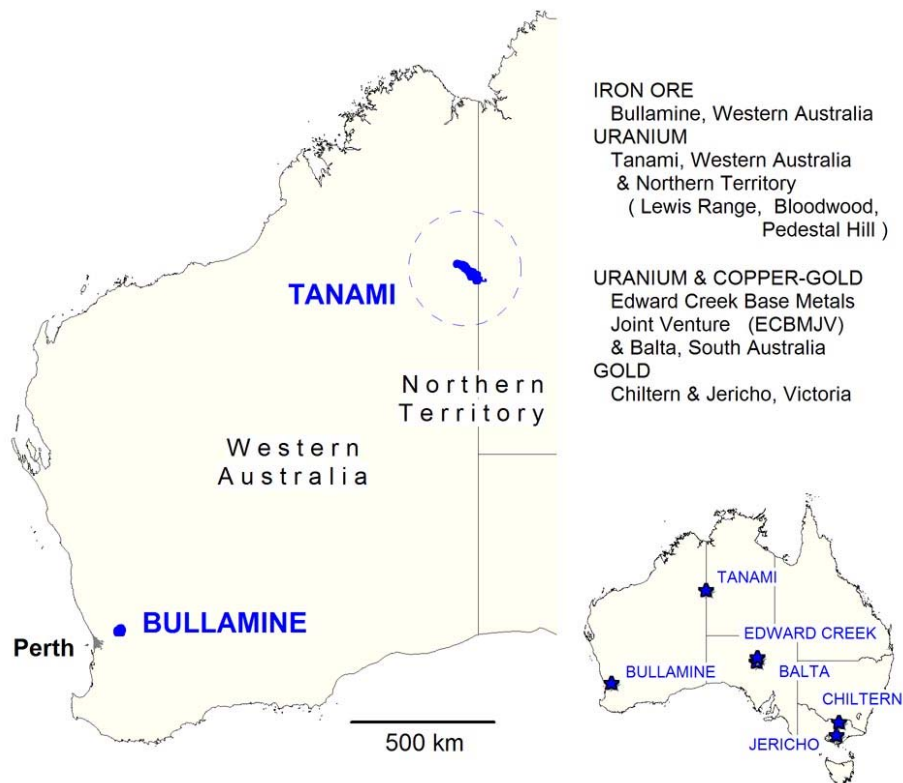 IRON ORE
Bullamine, Western Australia
URANIUM
Tanami, Western Australia
& Northern Territory
( Lewis Range, Bloodwood,
Pedestal Hill )
URANIUM & COPPER-GOLD
Edward Creek Base Metals
Joint Venture (ECBMJV)
& Balta, South Australia
GOLD
Chiltern & Jericho, Victoria
TANAMI
Northern
Territory
Western
Australia
BULLAMINE
Perth
500 km
TANAMI
EDWARD CREEK
BULLAMINE
BALTA
CHILTERN
JERICHO